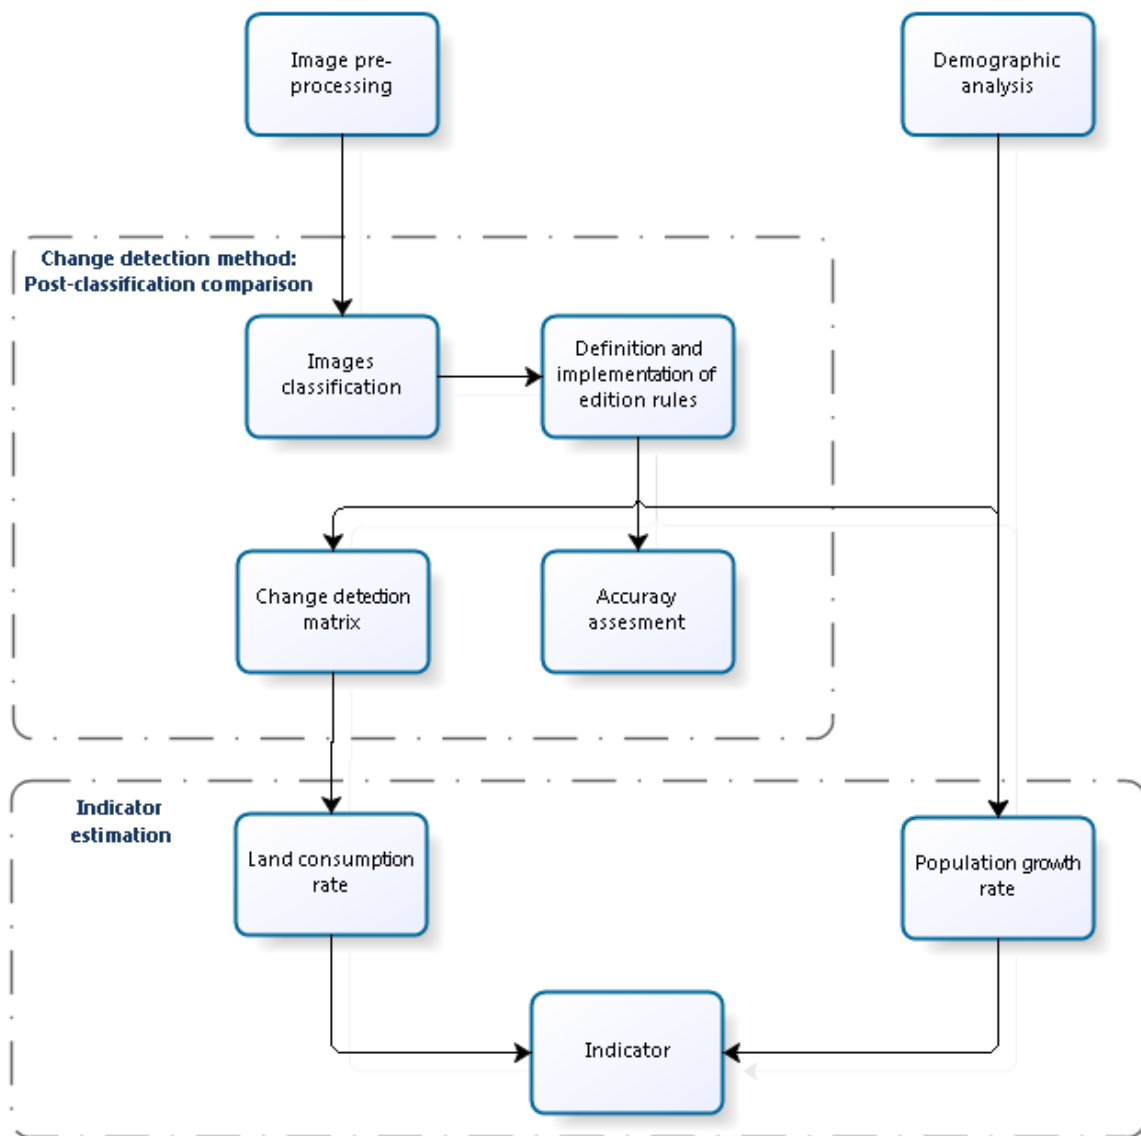 Image pre-
processing
Demographic
analysis
Change detection method:
Post-classification comparison
Images
classification
Definition and
implementation of
edition rules
Change detection
matrix
Accuracy
assesment
Indicator
estimation
Land consumption
rate
Population growth
rate
Indicator